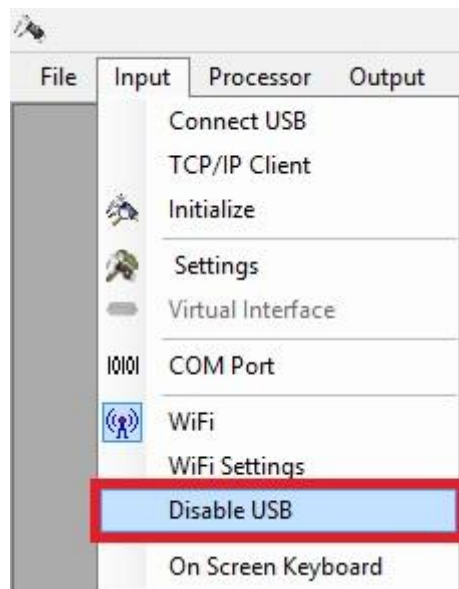 File Input Processor Output
Connect USB
TCP/IP Client
Initialize
Settings
Virtual Interface
10101 COM Port
WiFi
WiFi Settings
Disable USB
On Screen Keyboard